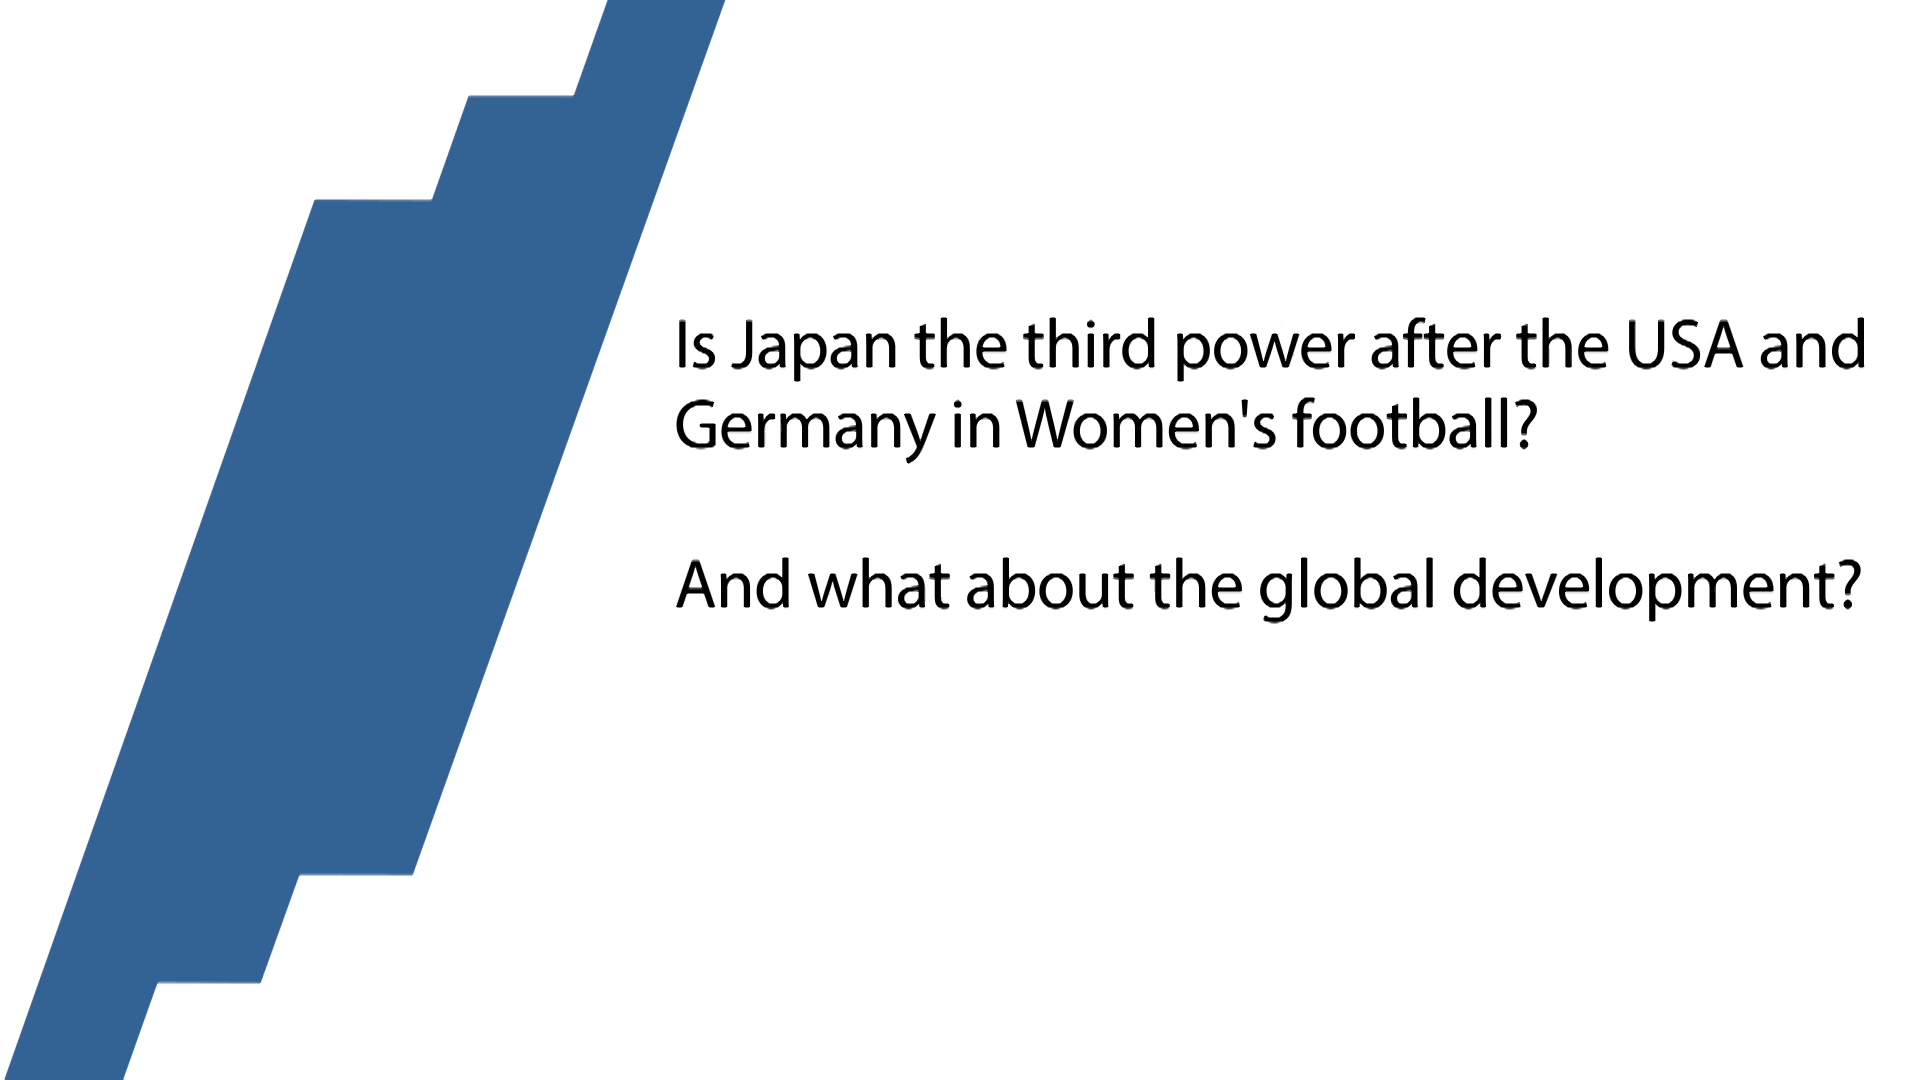 Is Japan the third power after the USA and
Germany in Women's football?
And what about the global development?